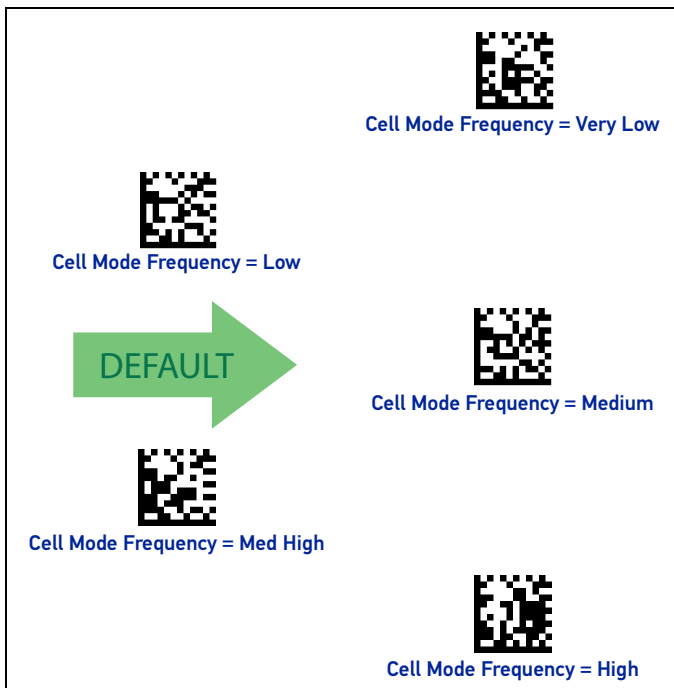 Cell Mode Frequency = Very Low
Cell Mode Frequency = Low
DEFAULT
Cell Mode Frequency = Medium
Cell Mode Frequency = Med High
Cell Mode Frequency = High